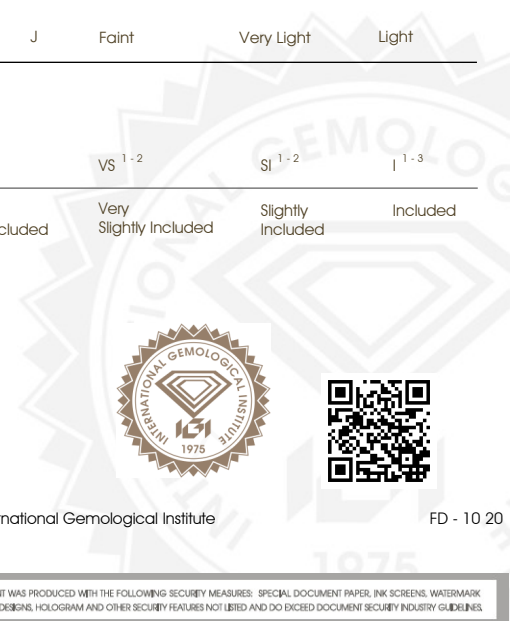 J Faint Very Light Light
VS 1 - 2 SI 1 - 2 I 1 - 3
Very Slightly Included
cluded Slightly Included Included
INTERNATIONAL GEMOLOGICAL INSTITUTE
IGI
1975
rnational Gemological Institute FD - 10 20
GEMOLOG
1975
T WAS PRODUCED WITH THE FOLLOWING SECURITY MEASURES: SPECIAL DOCUMENT PAPER, INK SCREENS, WATERMARK
DESIGNS, HOLOGRAM AND OTHER SECURITY FEATURES NOT LISTED AND DO EXCEED DOCUMENT SECURITY INDUSTRY GUIDELINES.